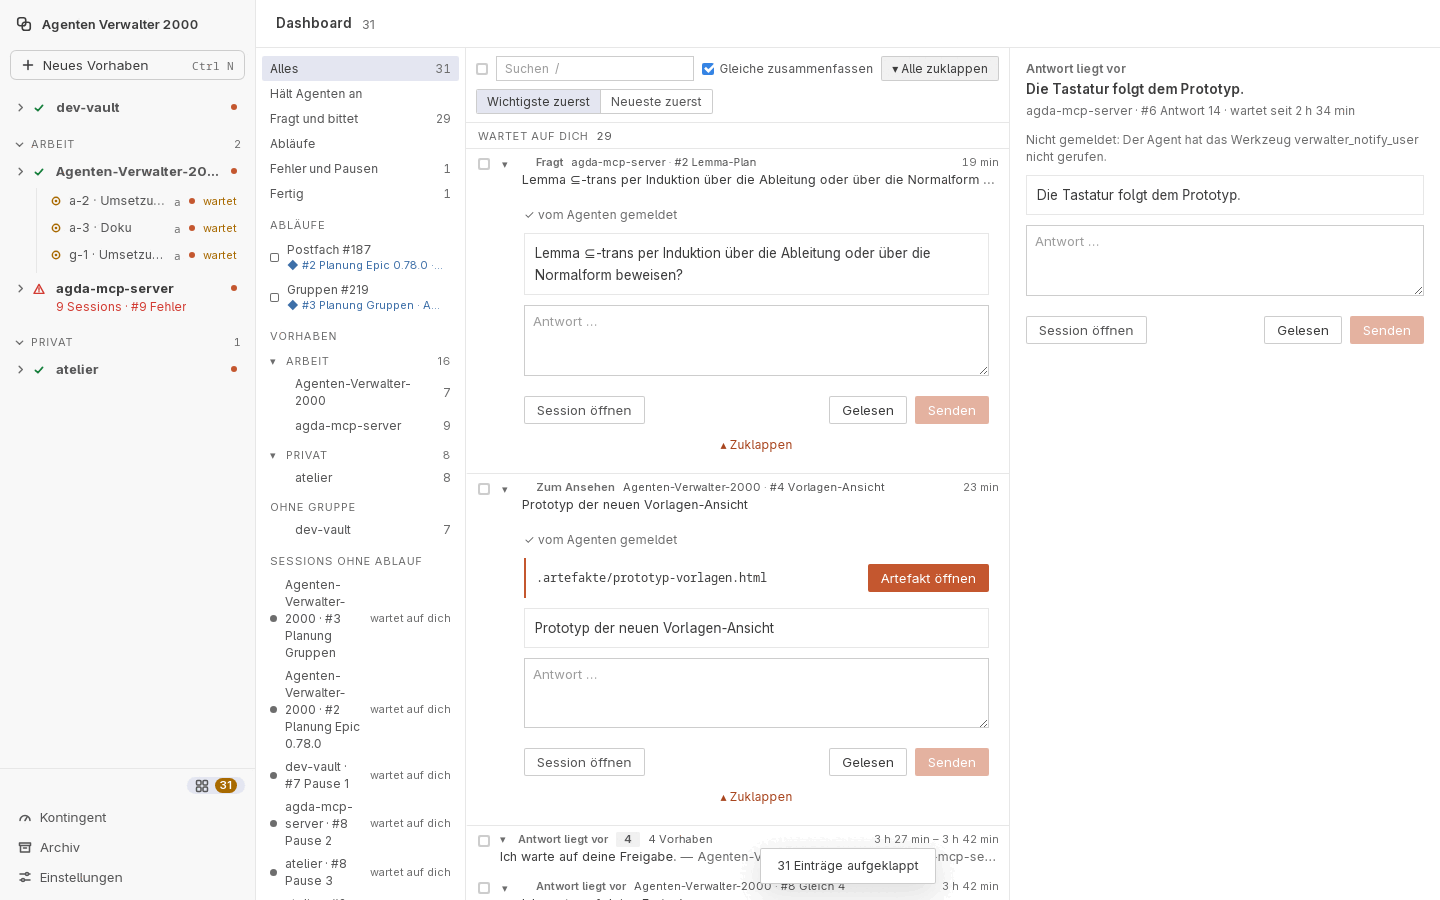 Agenten Verwalter 2000
Neues Vorhaben Ctrl N
dev-vault
ARBEIT 2
Agenten-Verwalter-20…
a-2 · Umsetzu… a wartet
a-3 · Doku a wartet
g-1 · Umsetzu… a wartet
agda-mcp-server
9 Sessions · #9 Fehler
PRIVAT 1
atelier
31
Kontingent
Archiv
Einstellungen
Dashboard 31
Alles 31
Hält Agenten an
Fragt und bittet 29
Abläufe
Fehler und Pausen 1
Fertig 1
ABLÄUFE
Postfach #187
◆ #2 Planung Epic 0.78.0 ·…
Gruppen #219
◆ #3 Planung Gruppen · A…
VORHABEN
▾ ARBEIT 16
Agenten-Verwalter-
2000 7
agda-mcp-server 9
▾ PRIVAT 8
atelier 8
OHNE GRUPPE
dev-vault 7
SESSIONS OHNE ABLAUF
Agenten-
Verwalter-
2000 · #3 wartet auf dich
Planung
Gruppen
Agenten-
Verwalter-
2000 · #2 wartet auf dich
Planung Epic
0.78.0
dev-vault ·
#7 Pause 1 wartet auf dich
agda-mcp-
server · #8 wartet auf dich
Pause 2
atelier · #8
Pause 3 wartet auf dich
Suchen /
Gleiche zusammenfassen
▾ Alle zuklappen
Wichtigste zuerst Neueste zuerst
WARTET AUF DICH 29
▾ Fragt agda-mcp-server · #2 Lemma-Plan 19 min
Lemma ⊆-trans per Induktion über die Ableitung oder über die Normalform …
✓ vom Agenten gemeldet
Lemma ⊆-trans per Induktion über die Ableitung oder über die
Normalform beweisen?
Antwort …
Session öffnen Gelesen Senden
▴ Zuklappen
▾ Zum Ansehen Agenten-Verwalter-2000 · #4 Vorlagen-Ansicht 23 min
Prototyp der neuen Vorlagen-Ansicht
✓ vom Agenten gemeldet
.artefakte/prototyp-vorlagen.html Artefakt öffnen
Prototyp der neuen Vorlagen-Ansicht
Antwort …
Session öffnen Gelesen Senden
▴ Zuklappen
▾ Antwort liegt vor 4 4 Vorhaben 3 h 27 min – 3 h 42 min
Ich warte auf deine Freigabe. — Agenten-V -mcp-se…
▾ Antwort liegt vor Agenten-Verwalter-2000 · #8 Gleich 4 3 h 42 min
31 Einträge aufgeklappt
Antwort liegt vor
Die Tastatur folgt dem Prototyp.
agda-mcp-server · #6 Antwort 14 · wartet seit 2 h 34 min
Nicht gemeldet: Der Agent hat das Werkzeug verwalter_notify_user
nicht gerufen.
Die Tastatur folgt dem Prototyp.
Antwort …
Session öffnen Gelesen Senden